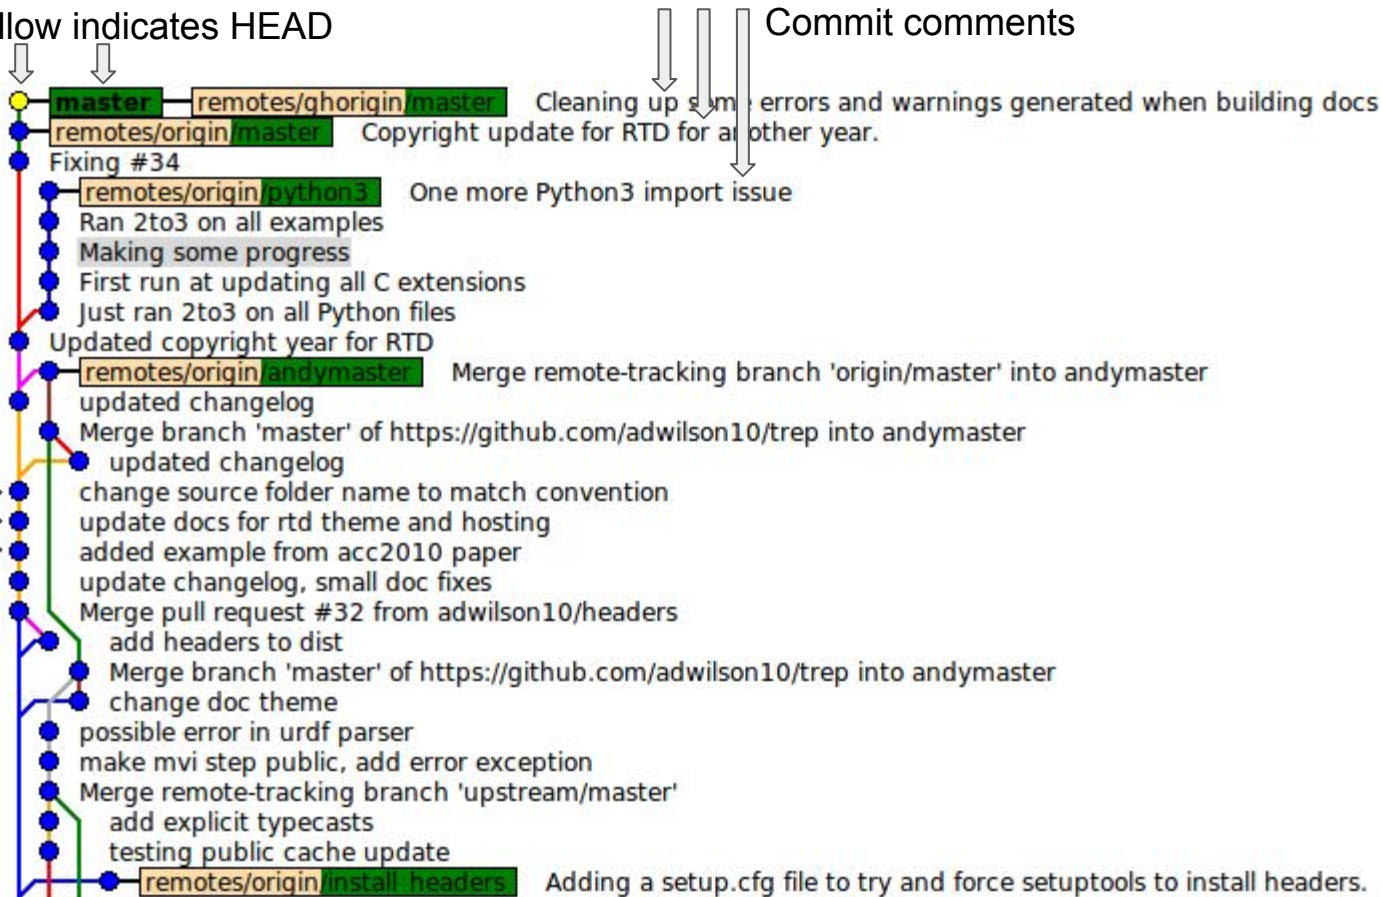 llow indicates HEAD
Commit comments
master remotes/ghorigin/master Cleaning up some errors and warnings generated when building docs
remotes/origin/master Copyright update for RTD for another year.
Fixing #34
remotes/origin/python3 One more Python3 import issue
Ran 2to3 on all examples
Making some progress
First run at updating all C extensions
Just ran 2to3 on all Python files
Updated copyright year for RTD
remotes/origin/andymaster Merge remote-tracking branch 'origin/master' into andymaster
updated changelog
Merge branch 'master' of https://github.com/adwilson10/trep into andymaster
updated changelog
change source folder name to match convention
update docs for rtd theme and hosting
added example from acc2010 paper
update changelog, small doc fixes
Merge pull request #32 from adwilson10/headers
add headers to dist
Merge branch 'master' of https://github.com/adwilson10/trep into andymaster
change doc theme
possible error in urdf parser
make mvi step public, add error exception
Merge remote-tracking branch 'upstream/master'
add explicit typecasts
testing public cache update
remotes/origin/install_headers Adding a setup.cfg file to try and force setuptools to install headers.